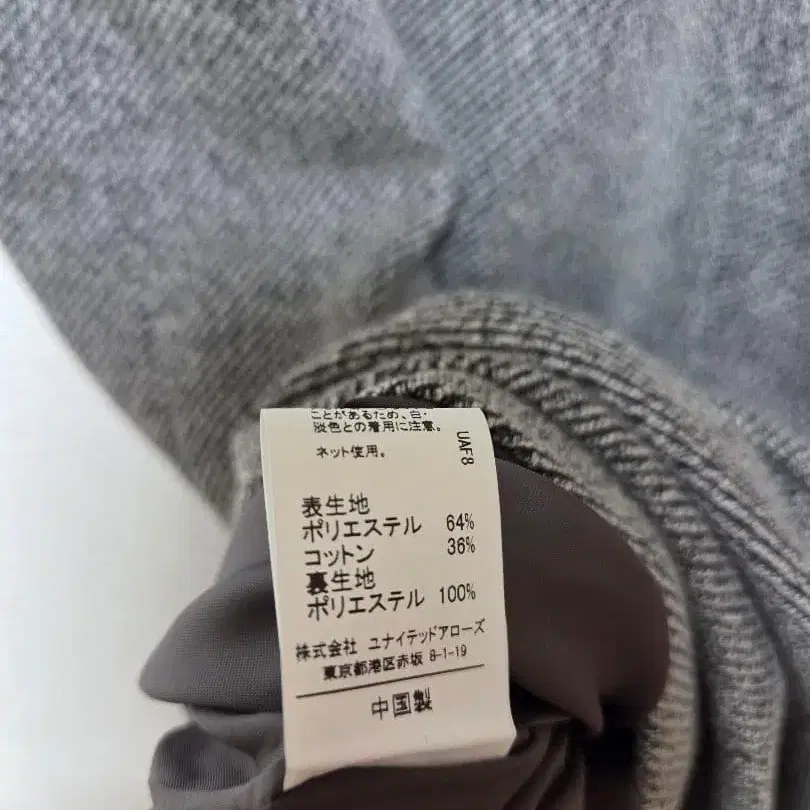 ことがあるため、白・
淡色との着用に注意。
ネット使用。
UAF8
表生地
ポリエステル 64%
コットン 36%
裏生地
ポリエステル 100%
株式会社 ユナイテッドアローズ
東京都港区赤坂 8-1-19
中国製